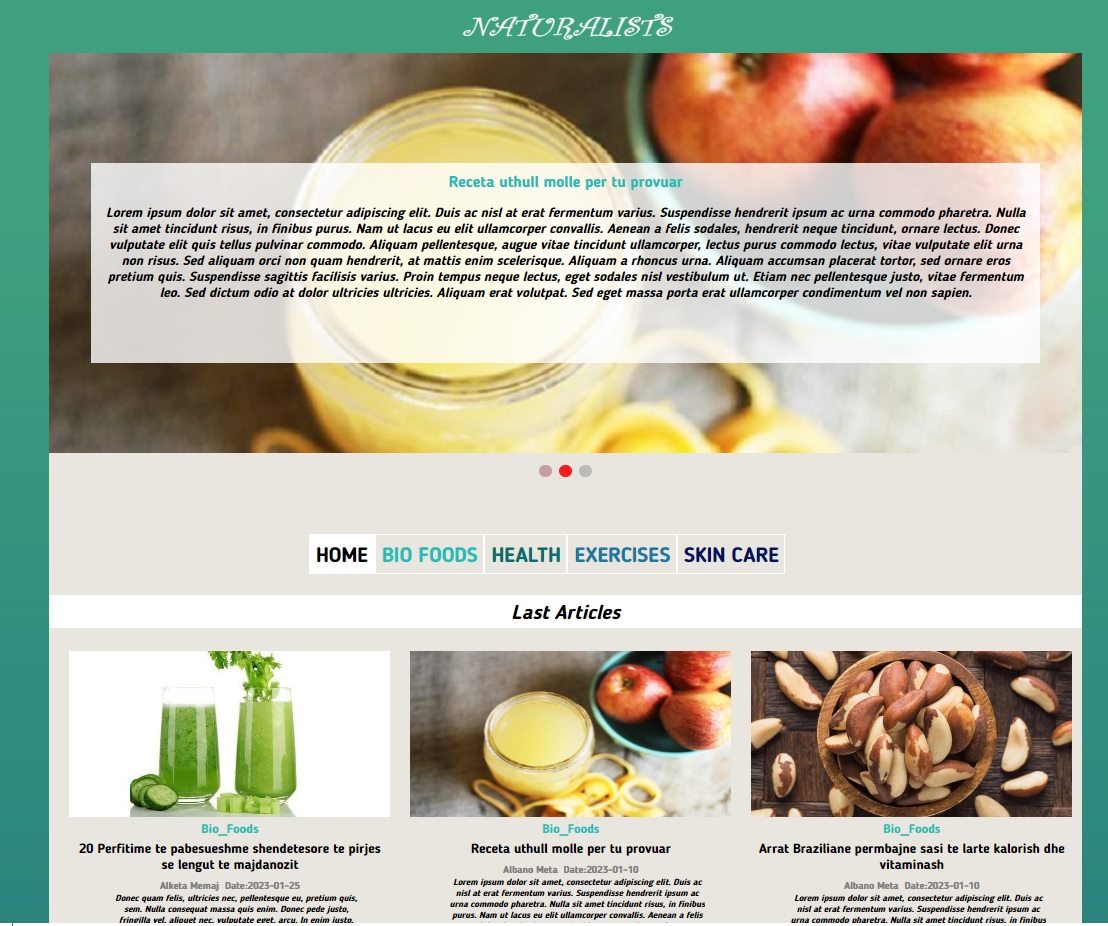 NATURALISTS
Receta uthull molle per tu provuar
Lorem ipsum dolor sit amet, consectetur adipiscing elit. Duis ac nisl at erat fermentum varius. Suspendisse hendrerit ipsum ac urna commodo pharetra. Nulla
sit amet tincidunt risus, in finibus purus. Nam ut lacus eu elit ullamcorper convallis. Aenean a felis sodales, hendrerit neque tincidunt, ornare lectus. Donec
vulputate elit quis tellus pulvinar commodo. Aliquam pellentesque, augue vitae tincidunt ullamcorper, lectus purus commodo lectus, vitae vulputate elit urna
non risus. Sed aliquam orci non quam hendrerit, at mattis enim scelerisque. Aliquam a rhoncus urna. Aliquam accumsan placerat tortor, sed ornare eros
pretium quis. Suspendisse sagittis facilisis varius. Proin tempus neque lectus, eget sodales nisl vestibulum ut. Etiam nec pellentesque justo, vitae fermentum
leo. Sed dictum odio at dolor ultricies ultricies. Aliquam erat volutpat. Sed eget massa porta erat ullamcorper condimentum vel non sapien.
HOME BIO FOODS HEALTH EXERCISES SKIN CARE
Last Articles
Bio_Foods
20 Perfitime te pabesueshme shendetesore te pirjes
se lengut te majdanozit
Alketa Memaj Date:2023-01-25
Donec quam felis, ultricies nec, pellentesque eu, pretium quis,
sem. Nulla consequat massa quis enim. Donec pede justo,
fringilla vel, aliquet nec, vulputate eget, arcu. In enim justo,
Bio_Foods
Receta uthull molle per tu provuar
Albano Meta Date:2023-01-10
Lorem ipsum dolor sit amet, consectetur adipiscing elit. Duis ac
nisl at erat fermentum varius. Suspendisse hendrerit ipsum ac
urna commodo pharetra. Nulla sit amet tincidunt risus, in finibus
purus. Nam ut lacus eu elit ullamcorper convallis. Aenean a felis
Bio_Foods
Arrat Braziliane permbajne sasi te larte kalorish dhe
vitaminash
Albano Meta Date:2023-01-10
Lorem ipsum dolor sit amet, consectetur adipiscing elit. Duis ac
nisl at erat fermentum varius. Suspendisse hendrerit ipsum ac
urna commodo pharetra. Nulla sit amet tincidunt risus, in finibus